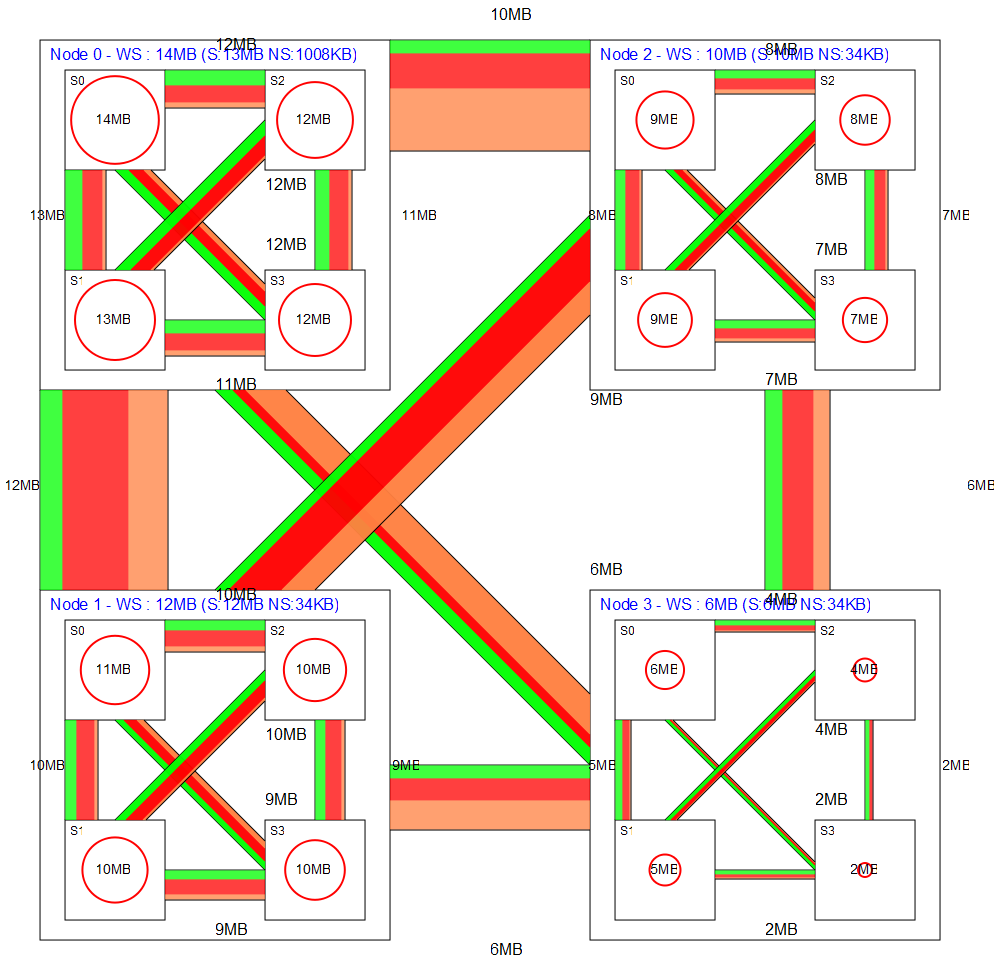 10MB
12MB
Node 0 - WS : 14MB (S:13MB NS:1008KB)
S0
S2
14MB
12MB
12MB
13MB
11MB
12MB
S1
S3
13MB
12MB
11MB
8MB
Node 2 - WS : 10MB (S:10MB NS:34KB)
S0
S2
9MB
8MB
8MB
8MB
7MB
7MB
S1
S3
9MB
7MB
7MB
9MB
12MB
6MB
6MB
10MB
Node 1 - WS : 12MB (S:12MB NS:34KB)
S0
S2
11MB
10MB
10MB
10MB
9MB
9MB
S1
S3
10MB
10MB
9MB
4MB
Node 3 - WS : 6MB (S:6MB NS:34KB)
S0
S2
6MB
4MB
4MB
5MB
2MB
2MB
S1
S3
5MB
2MB
2MB
6MB